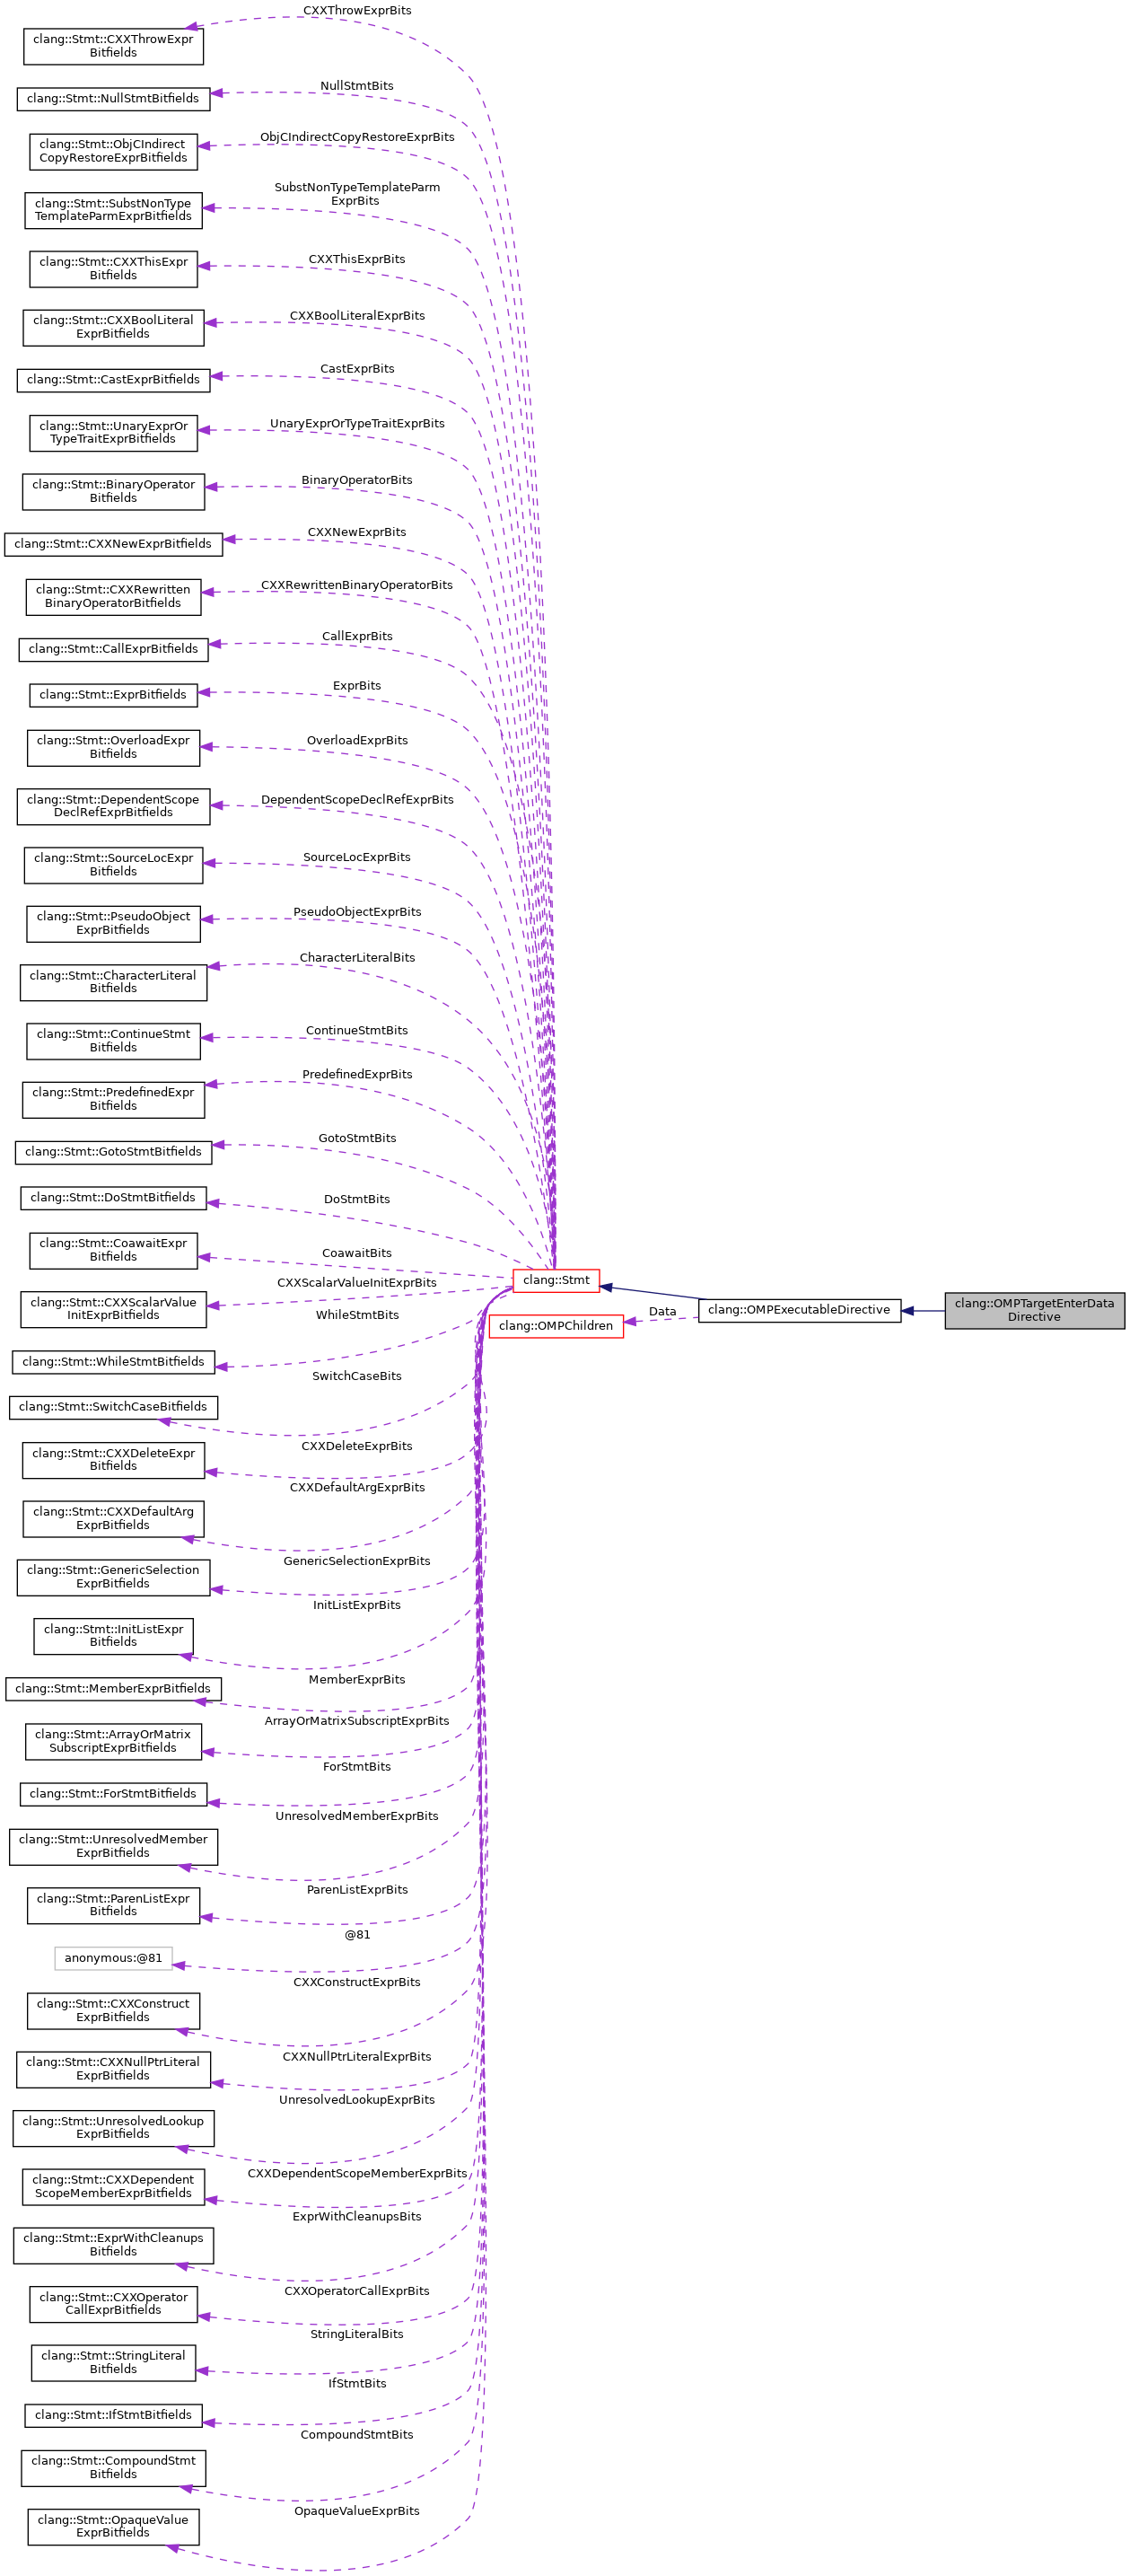 CXXThrowExprBits
clang::Stmt::CXXThrowExpr
Bitfields
NullStmtBits
clang::Stmt::NullStmtBitfields
ObjCIndirectCopyRestoreExprBits
clang::Stmt::ObjCIndirect
CopyRestoreExprBitfields
SubstNonTypeTemplateParm
ExprBits
clang::Stmt::SubstNonType
TemplateParmExprBitfields
CXXThisExprBits
clang::Stmt::CXXThisExpr
Bitfields
CXXBoolLiteralExprBits
clang::Stmt::CXXBoolLiteral
ExprBitfields
CastExprBits
clang::Stmt::CastExprBitfields
UnaryExprOrTypeTraitExprBits
clang::Stmt::UnaryExprOr
TypeTraitExprBitfields
BinaryOperatorBits
clang::Stmt::BinaryOperator
Bitfields
CXXNewExprBits
clang::Stmt::CXXNewExprBitfields
CXXRewrittenBinaryOperatorBits
clang::Stmt::CXXRewritten
BinaryOperatorBitfields
CallExprBits
clang::Stmt::CallExprBitfields
ExprBits
clang::Stmt::ExprBitfields
OverloadExprBits
clang::Stmt::OverloadExpr
Bitfields
DependentScopeDeclRefExprBits
clang::Stmt::DependentScope
DeclRefExprBitfields
SourceLocExprBits
clang::Stmt::SourceLocExpr
Bitfields
PseudoObjectExprBits
clang::Stmt::PseudoObject
ExprBitfields
CharacterLiteralBits
clang::Stmt::CharacterLiteral
Bitfields
ContinueStmtBits
clang::Stmt::ContinueStmt
Bitfields
PredefinedExprBits
clang::Stmt::PredefinedExpr
Bitfields
GotoStmtBits
clang::Stmt::GotoStmtBitfields
DoStmtBits
clang::Stmt::DoStmtBitfields
CoawaitBits
clang::Stmt::CoawaitExpr
Bitfields
clang::Stmt
CXXScalarValueInitExprBits
clang::Stmt::CXXScalarValue
InitExprBitfields
Data
clang::OMPExecutableDirective
clang::OMPTargetEnterData
Directive
clang::OMPChildren
WhileStmtBits
clang::Stmt::WhileStmtBitfields
SwitchCaseBits
clang::Stmt::SwitchCaseBitfields
CXXDeleteExprBits
clang::Stmt::CXXDeleteExpr
Bitfields
CXXDefaultArgExprBits
clang::Stmt::CXXDefaultArg
ExprBitfields
GenericSelectionExprBits
clang::Stmt::GenericSelection
ExprBitfields
InitListExprBits
clang::Stmt::InitListExpr
Bitfields
MemberExprBits
clang::Stmt::MemberExprBitfields
ArrayOrMatrixSubscriptExprBits
clang::Stmt::ArrayOrMatrix
SubscriptExprBitfields
ForStmtBits
clang::Stmt::ForStmtBitfields
UnresolvedMemberExprBits
clang::Stmt::UnresolvedMember
ExprBitfields
ParenListExprBits
clang::Stmt::ParenListExpr
Bitfields
@81
anonymous:@81
CXXConstructExprBits
clang::Stmt::CXXConstruct
ExprBitfields
CXXNullPtrLiteralExprBits
clang::Stmt::CXXNullPtrLiteral
ExprBitfields
UnresolvedLookupExprBits
clang::Stmt::UnresolvedLookup
ExprBitfields
CXXDependentScopeMemberExprBits
clang::Stmt::CXXDependent
ScopeMemberExprBitfields
ExprWithCleanupsBits
clang::Stmt::ExprWithCleanups
Bitfields
CXXOperatorCallExprBits
clang::Stmt::CXXOperator
CallExprBitfields
StringLiteralBits
clang::Stmt::StringLiteral
Bitfields
IfStmtBits
clang::Stmt::IfStmtBitfields
CompoundStmtBits
clang::Stmt::CompoundStmt
Bitfields
OpaqueValueExprBits
clang::Stmt::OpaqueValue
ExprBitfields